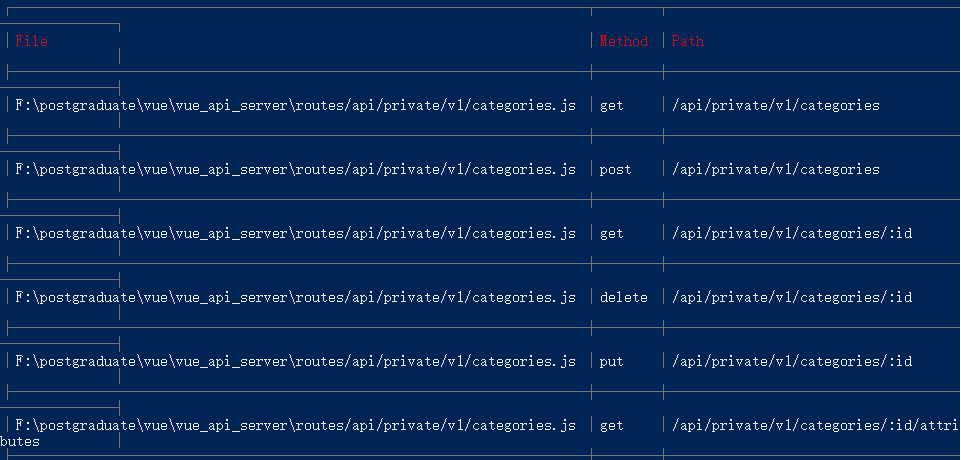 File Method Path
F:\postgraduate\vue\vue_api_server\routes/api/private/v1/categories.js get /api/private/v1/categories
F:\postgraduate\vue\vue_api_server\routes/api/private/v1/categories.js post /api/private/v1/categories
F:\postgraduate\vue\vue_api_server\routes/api/private/v1/categories.js get /api/private/v1/categories/:id
F:\postgraduate\vue\vue_api_server\routes/api/private/v1/categories.js delete /api/private/v1/categories/:id
F:\postgraduate\vue\vue_api_server\routes/api/private/v1/categories.js put /api/private/v1/categories/:id
F:\postgraduate\vue\vue_api_server\routes/api/private/v1/categories.js get /api/private/v1/categories/:id/attri
butes